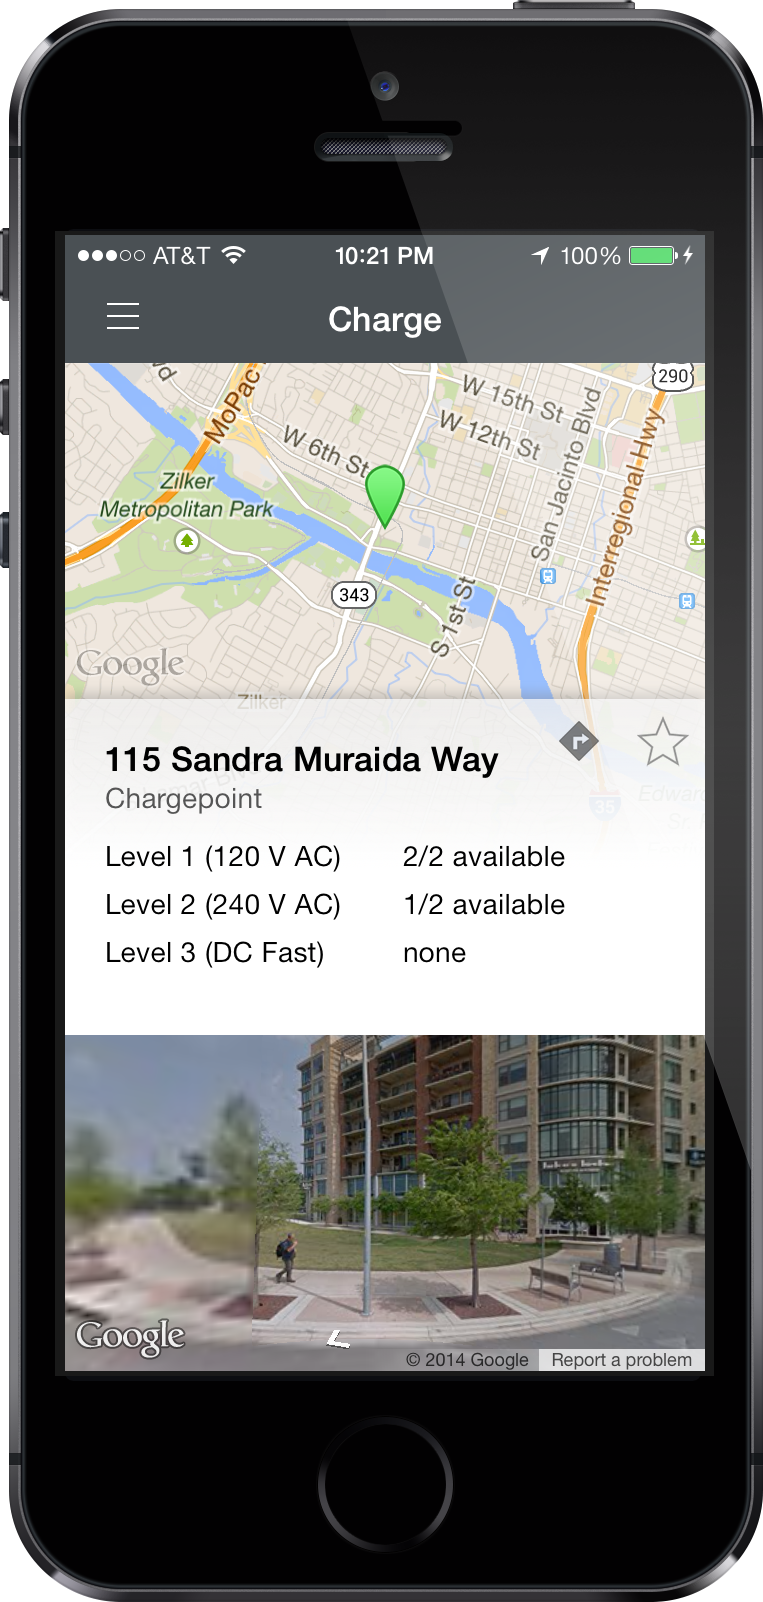 AT&T 10:21 PM 100%
Charge
290
MoPac
W 15th St
W 12th St
W 6th St
San Jacinto Blvd
Interregional Hwy
Zilker
Metropolitan Park
343
S 1st St
Google
Zilker
115 Sandra Muraida Way
Chargepoint
35
Level 1 (120 V AC) 2/2 available
Level 2 (240 V AC) 1/2 available
Level 3 (DC Fast) none
Google
© 2014 Google Report a problem